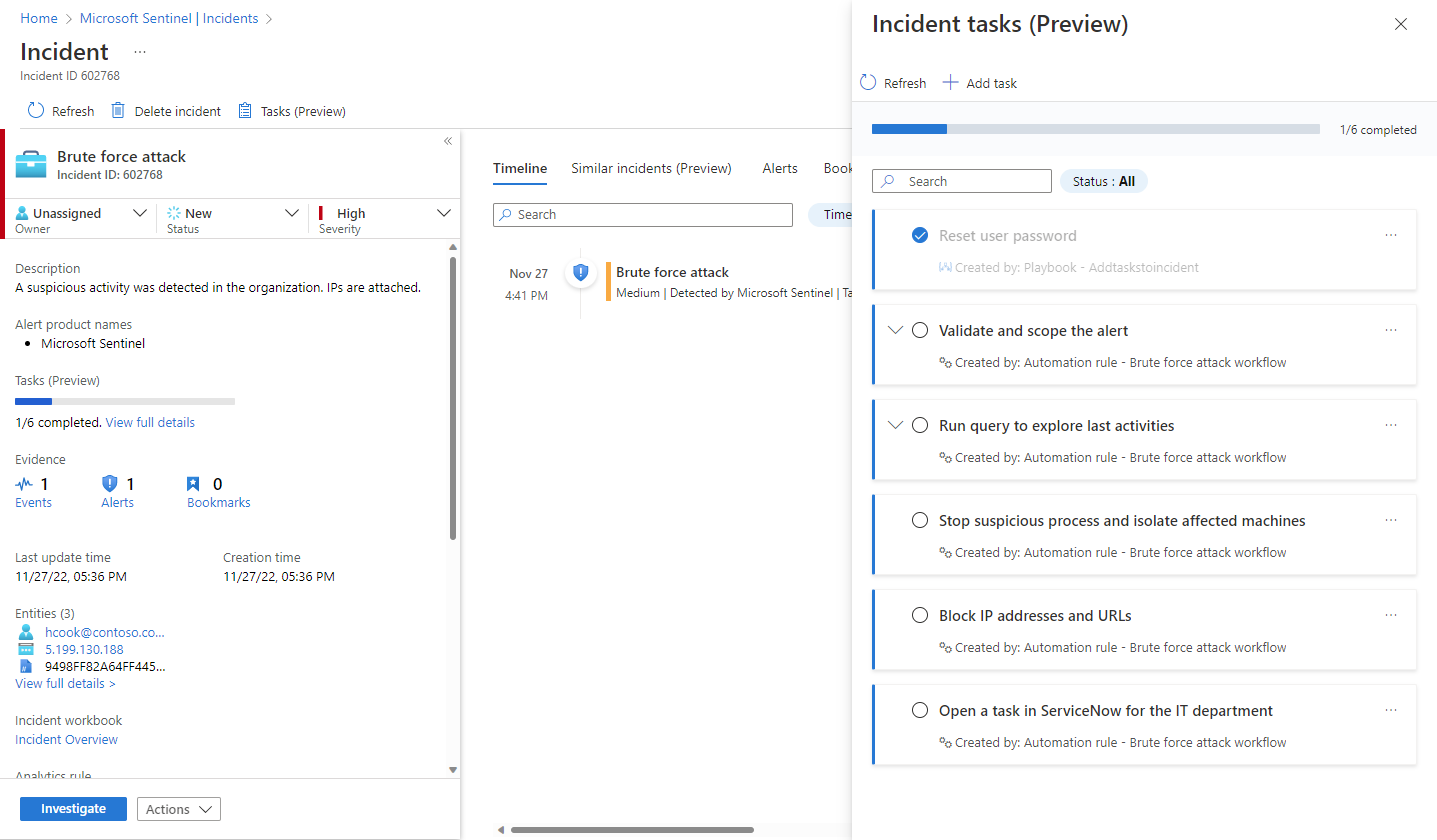 Home > Microsoft Sentinel | Incidents >
Incident ...
Incident ID 602768
Refresh Delete incident Tasks (Preview)
Brute force attack
Incident ID: 602768
Unassigned New High
Owner Status Severity
Description
A suspicious activity was detected in the organization. IPs are attached.
Alert product names
• Microsoft Sentinel
Tasks (Preview)
1/6 completed. View full details
Evidence
1 1 0
Events Alerts Bookmarks
Last update time Creation time
11/27/22, 05:36 PM 11/27/22, 05:36 PM
Entities (3)
hcook@contoso.co...
5.199.130.188
9498FF82A64FF445...
View full details >
Incident workbook
Incident Overview
Analytics rule
Investigate Actions
Timeline Similar incidents (Preview) Alerts Book
Search Time
Nov 27 Brute force attack
4:41 PM Medium | Detected by Microsoft Sentinel | Ta
Incident tasks (Preview)
Refresh Add task
1/6 completed
Search Status : All
Reset user password ...
Created by: Playbook - Addtaskstoincident
Validate and scope the alert ...
Created by: Automation rule - Brute force attack workflow
Run query to explore last activities ...
Created by: Automation rule - Brute force attack workflow
Stop suspicious process and isolate affected machines ...
Created by: Automation rule - Brute force attack workflow
Block IP addresses and URLs ...
Created by: Automation rule - Brute force attack workflow
Open a task in ServiceNow for the IT department ...
Created by: Automation rule - Brute force attack workflow